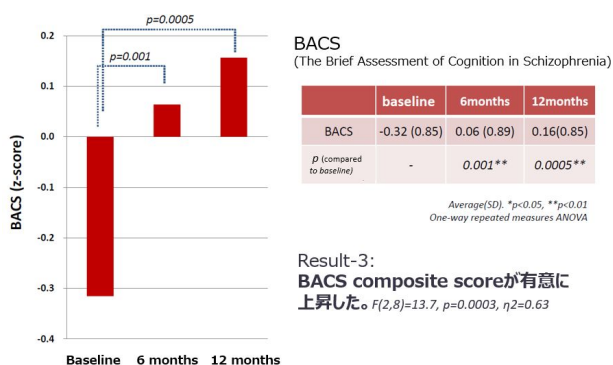 p=0.0005
p=0.001
0.2
0.1
0.0
-0.1
-0.2
-0.3
-0.4
BACS (z-score)
Baseline 6 months 12 months
BACS
(The Brief Assessment of Cognition in Schizophrenia)
baseline 6months 12months
BACS -0.32 (0.85) 0.06 (0.89) 0.16(0.85)
p (compared to baseline) - 0.001** 0.0005**
Average(SD). *p<0.05, **p<0.01
One-way repeated measures ANOVA
Result-3:
BACS composite scoreが有意に
上昇した。F(2,8)=13.7, p=0.0003, η2=0.63